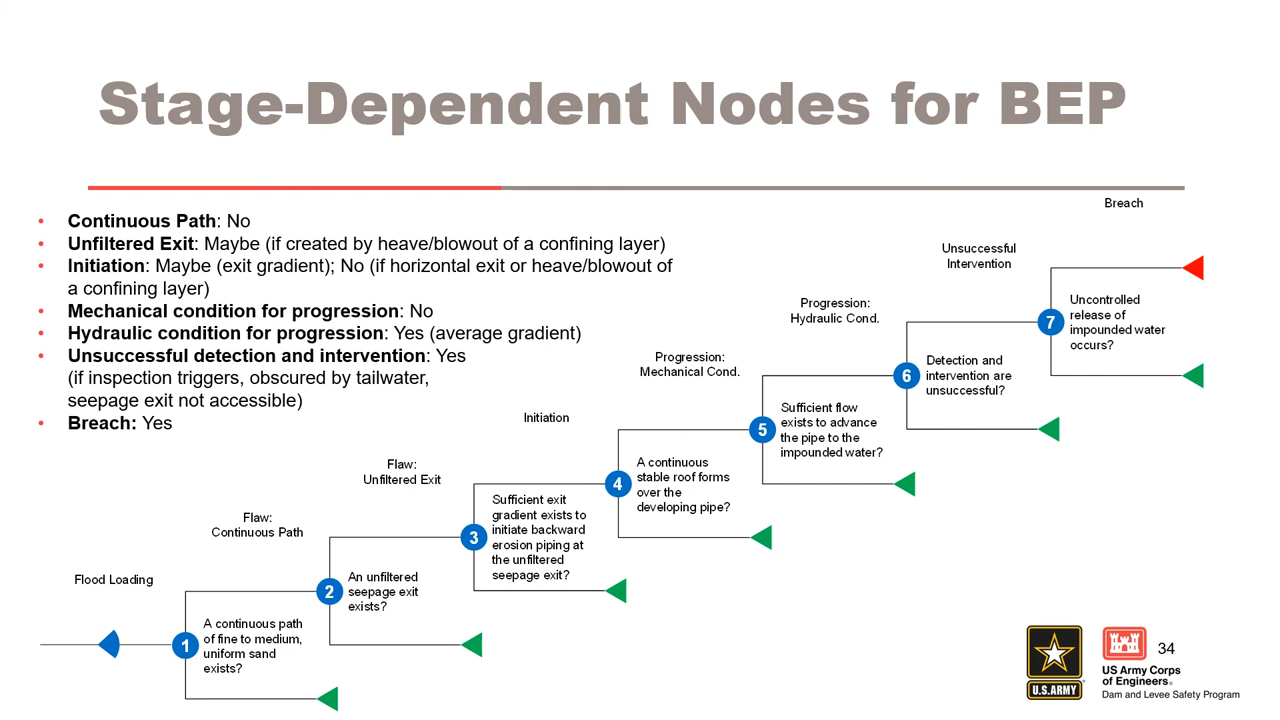 Stage-Dependent Nodes for BEP
• Continuous Path: No
• Unfiltered Exit: Maybe (if created by heave/blowout of a confining layer)
• Initiation: Maybe (exit gradient); No (if horizontal exit or heave/blowout of
a confining layer)
• Mechanical condition for progression: No
• Hydraulic condition for progression: Yes (average gradient)
• Unsuccessful detection and intervention: Yes
(if inspection triggers, obscured by tailwater,
seepage exit not accessible)
• Breach: Yes
Flood Loading
1
A continuous path
of fine to medium,
uniform sand
exists?
Flaw:
Continuous Path
2
An unfiltered
seepage exit
exists?
Flaw:
Unfiltered Exit
3
Sufficient exit
gradient exists to
initiate backward
erosion piping at
the unfiltered
seepage exit?
Initiation
4
A continuous
stable roof forms
over the
developing pipe?
Progression:
Mechanical Cond.
5
Sufficient flow
exists to advance
the pipe to the
impounded water?
Progression:
Hydraulic Cond.
6
Detection and
intervention are
unsuccessful?
Unsuccessful
Intervention
7
Uncontrolled
release of
impounded water
occurs?
Breach
U.S.ARMY
US Army Corps
of Engineers®
Dam and Levee Safety Program
34